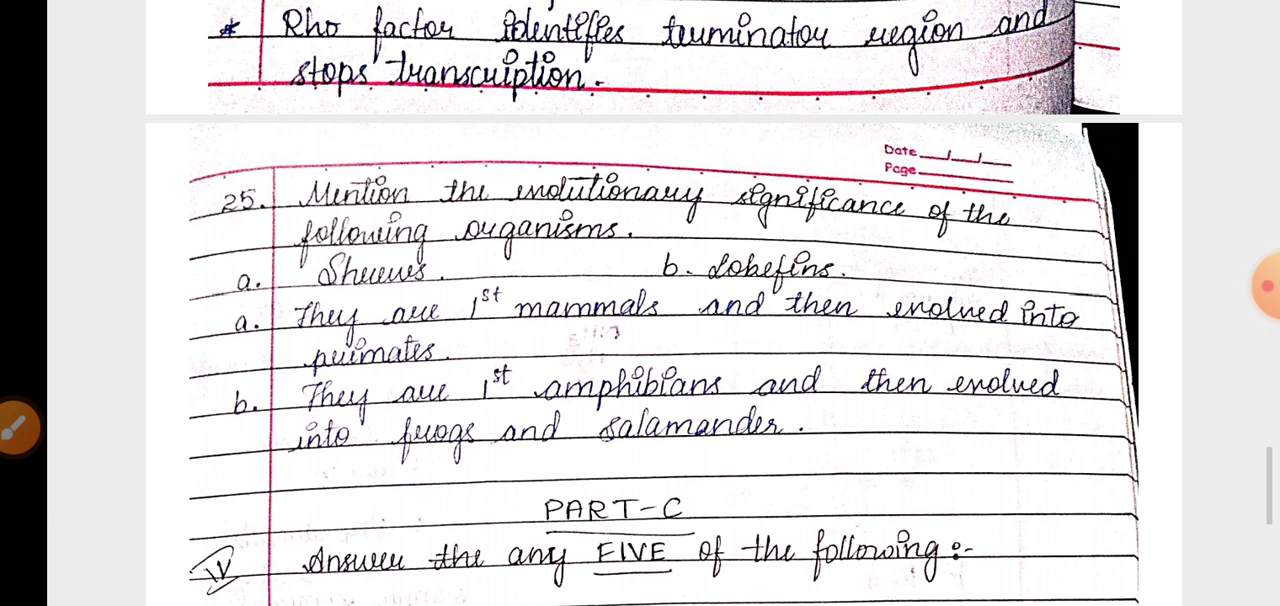 * Rho factor identifies terminator region and
stops transcription.
Date
Page
25. Mention the evolutionary significance of the
following organisms.
a. Shrews. b. Lobefins.
a. They are 1st mammals and then evolved into
primates.
b. They are 1st amphibians and then evolved
into frogs and salamander.
PART-C
IV Answer the any FIVE of the following :-